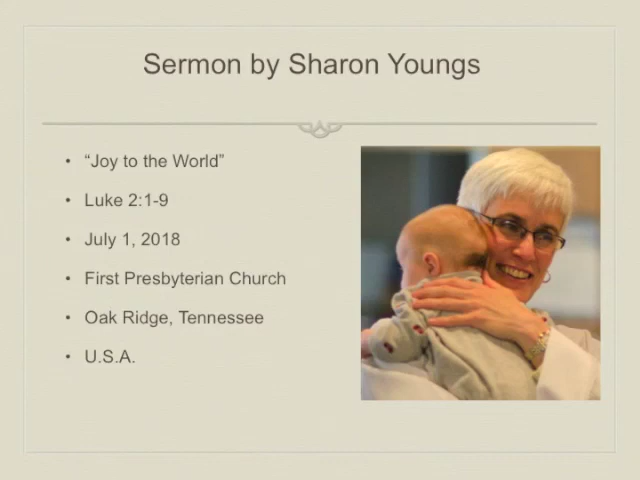 Sermon by Sharon Youngs
• “Joy to the World”
• Luke 2:1-9
• July 1, 2018
• First Presbyterian Church
• Oak Ridge, Tennessee
• U.S.A.